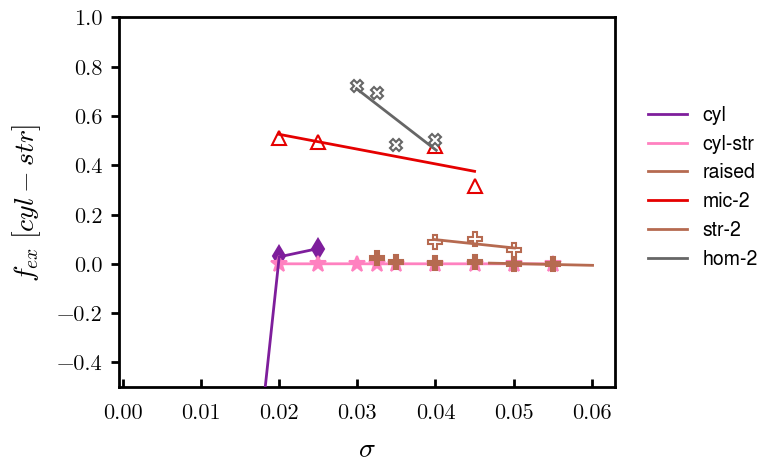 1.0
0.8
0.6
0.4
0.2
0.0
−0.2
−0.4
f_ex [cyl − str]
0.00 0.01 0.02 0.03 0.04 0.05 0.06
σ
cyl
cyl-str
raised
mic-2
str-2
hom-2